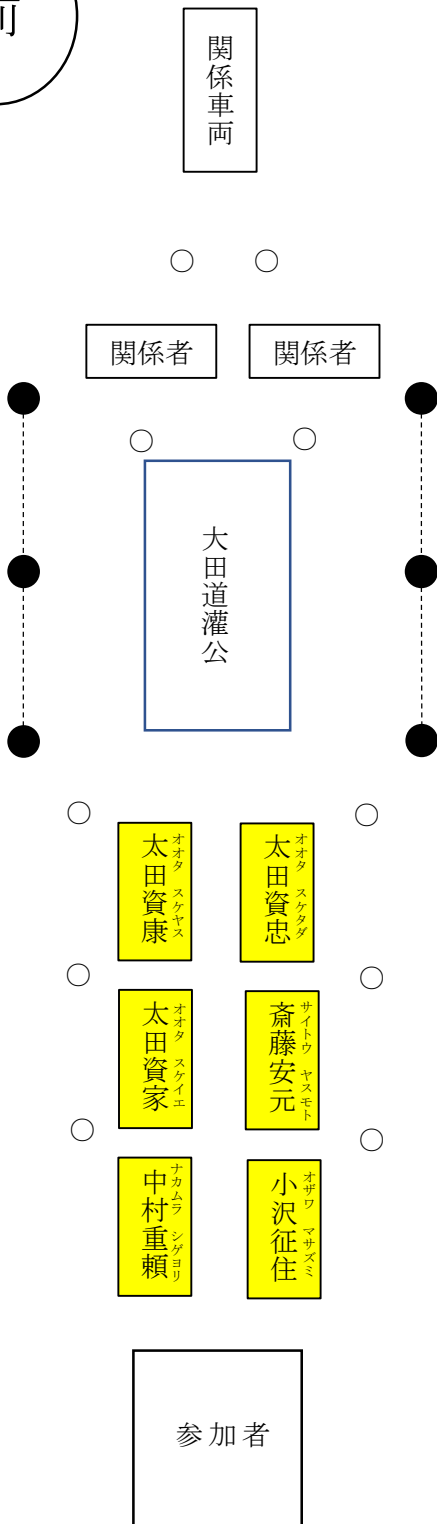 前
関係車両
関係者
関係者
大田道灌公
オオタ スケタダ
太田資忠
オオタ スケヤス
太田資康
サイトウ ヤスモト
斎藤安元
オオタ スケイエ
太田資家
オザワ マサズミ
小沢征住
ナカムラ シゲヨリ
中村重頼
参加者